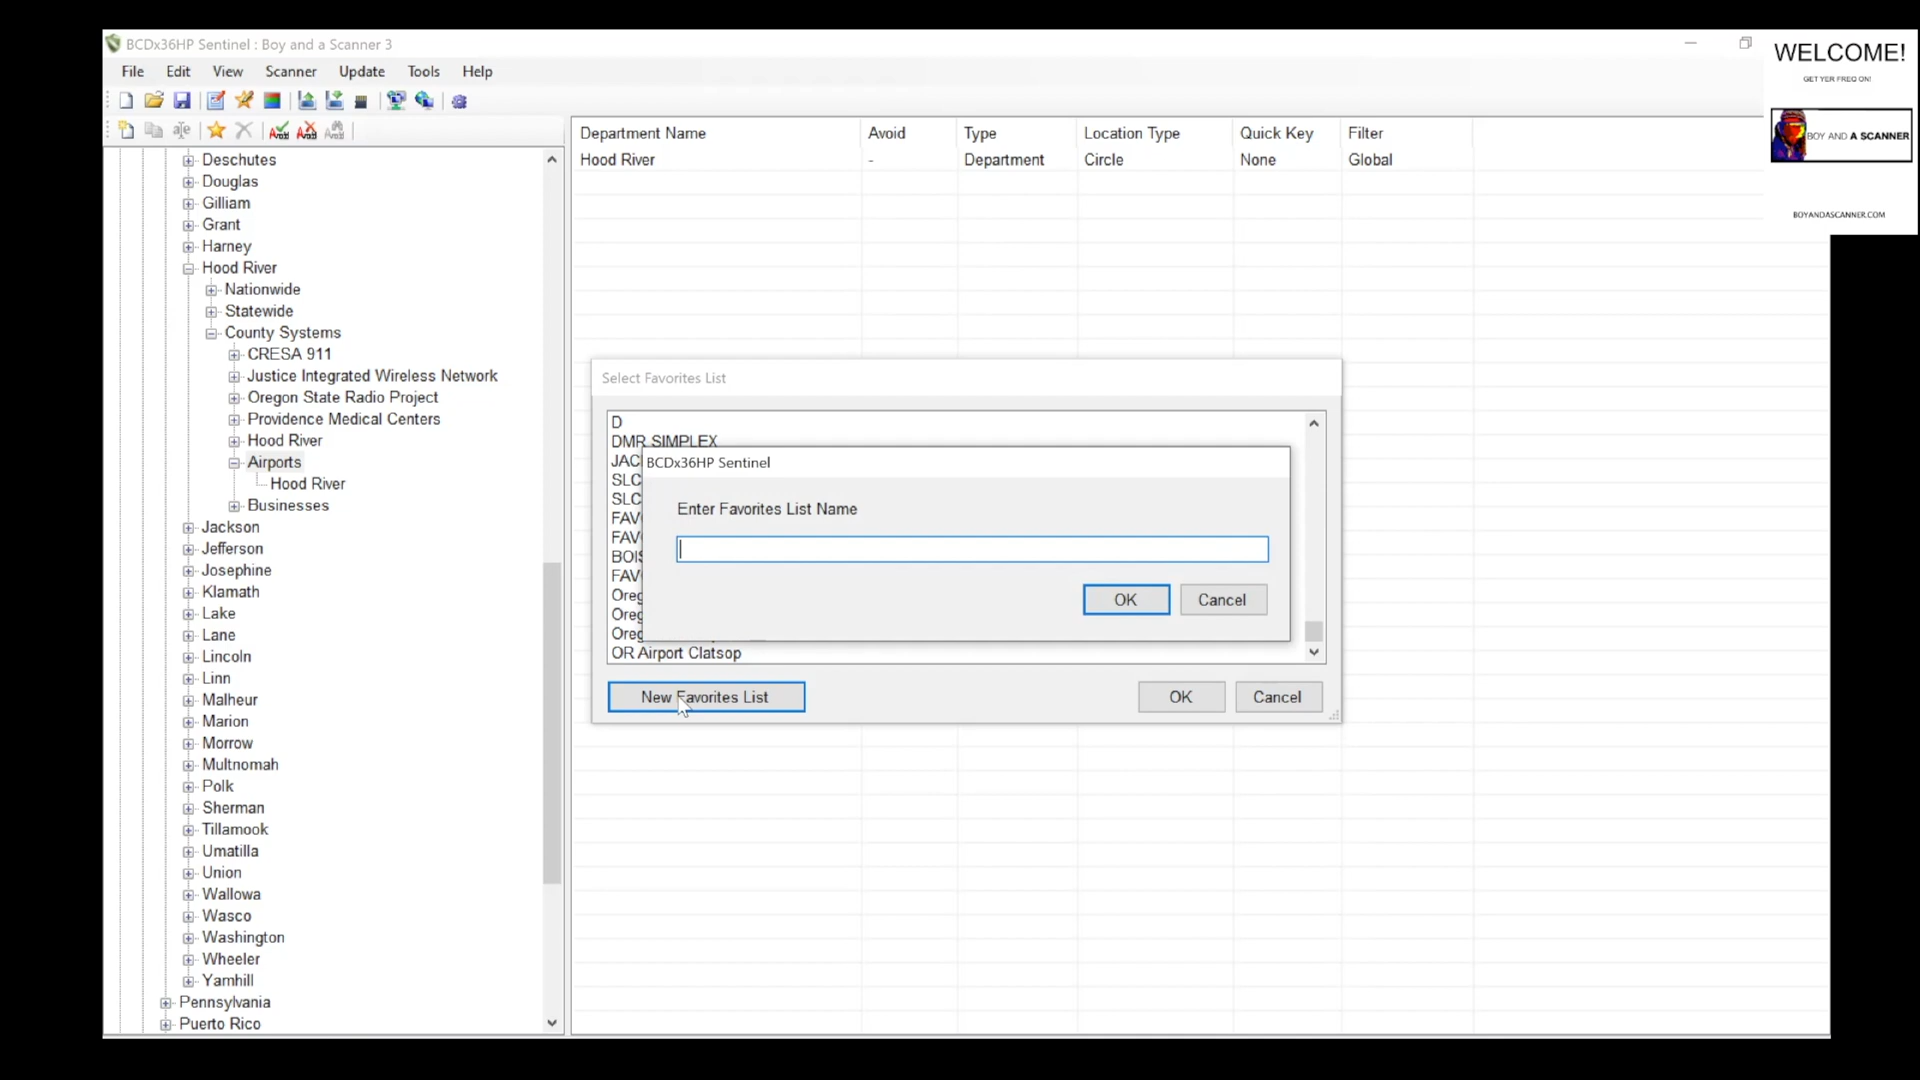 BCDx36HP Sentinel : Boy and a Scanner 3
File Edit View Scanner Update Tools Help
WELCOME!
GET YER FREQ ON!
BOY AND A SCANNER
BOYANDASCANNER.COM
Department Name Avoid Type Location Type Quick Key Filter
Hood River - Department Circle None Global
Deschutes
Douglas
Gilliam
Grant
Harney
Hood River
Nationwide
Statewide
County Systems
CRESA 911
Justice Integrated Wireless Network
Oregon State Radio Project
Providence Medical Centers
Hood River
Airports
Hood River
Businesses
Jackson
Jefferson
Josephine
Klamath
Lake
Lane
Lincoln
Linn
Malheur
Marion
Morrow
Multnomah
Polk
Sherman
Tillamook
Umatilla
Union
Wallowa
Wasco
Washington
Wheeler
Yamhill
Pennsylvania
Puerto Rico
Select Favorites List
D
DMR SIMPLEX
SLC
SLC
FAV
FAV
FAV
Oreg
Oreg
Oreg
OR Airport Clatsop
BCDx36HP Sentinel
Enter Favorites List Name
OK Cancel
New Favorites List OK Cancel